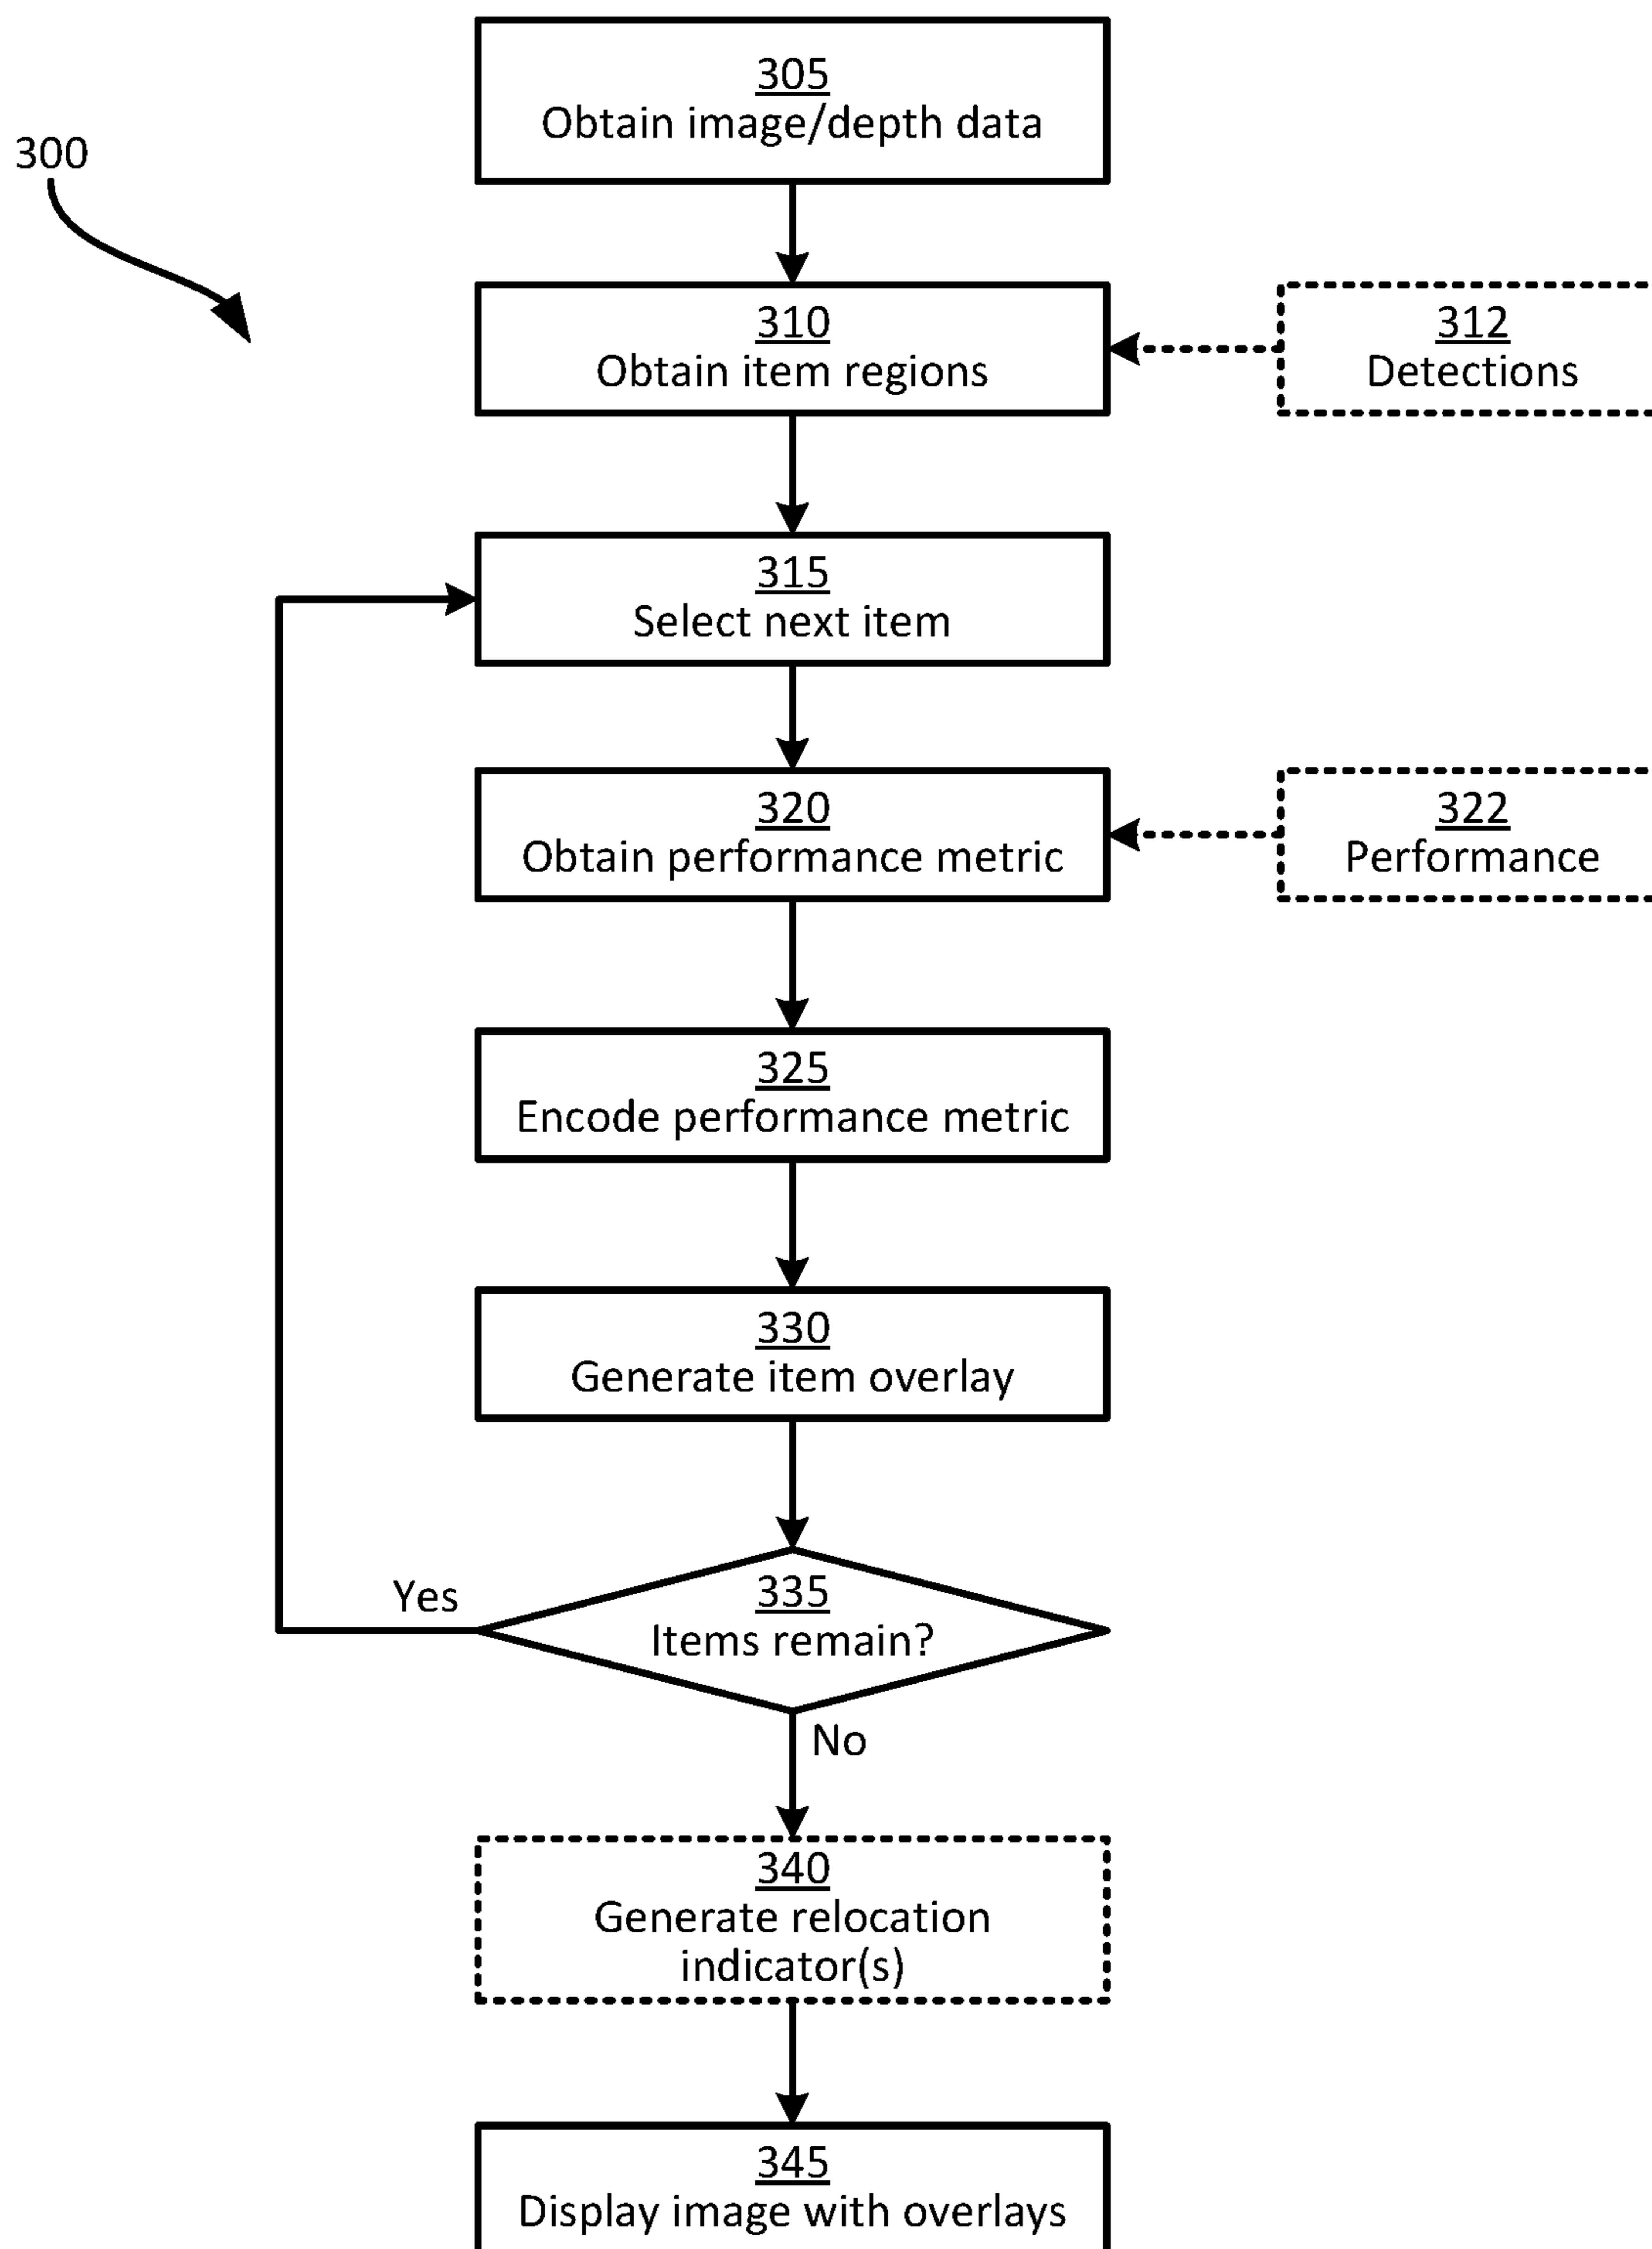 305
Obtain image/depth data
300
310
Obtain item regions
312
Detections
315
Select next item
320
Obtain performance metric
322
Performance
325
Encode performance metric
330
Generate item overlay
335
Items remain?
Yes
No
340
Generate relocation
indicator(s)
345
Display image with overlays